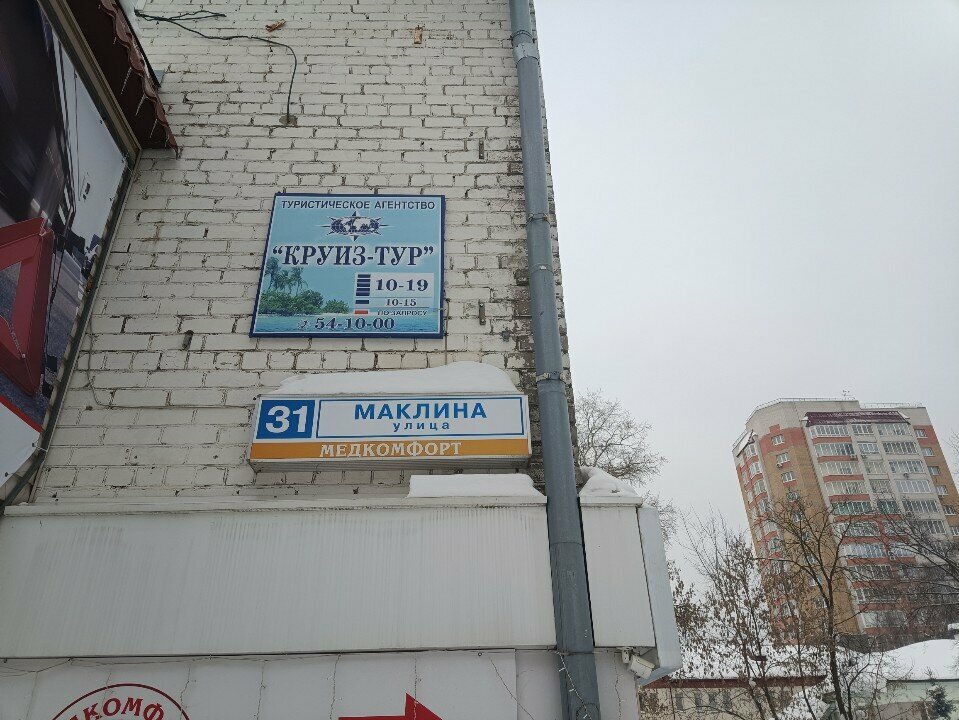 ТУРИСТИЧЕСКОЕ АГЕНТСТВО
"КРУИЗ-ТУР"
10-19
10-15
ПО ЗАПРОСУ
54-10-00
31
МАКЛИНА
улица
МЕДКОМФОРТ